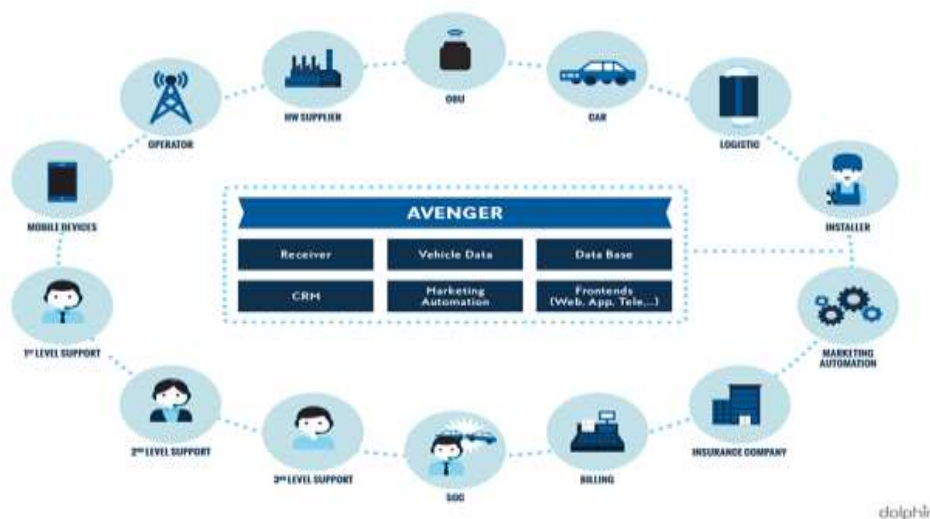 OBU
HW SUPPLIER
CAR
OPERATOR
LOGISTIC
MOBILE DEVICES
INSTALLER
AVENGER
Receiver
Vehicle Data
Data Base
CRM
Marketing
Automation
Frontends
(Web, App, Tele,...)
1ST LEVEL SUPPORT
MARKETING
AUTOMATION
2ND LEVEL SUPPORT
INSURANCE COMPANY
3RD LEVEL SUPPORT
BILLING
SOC
dolphin